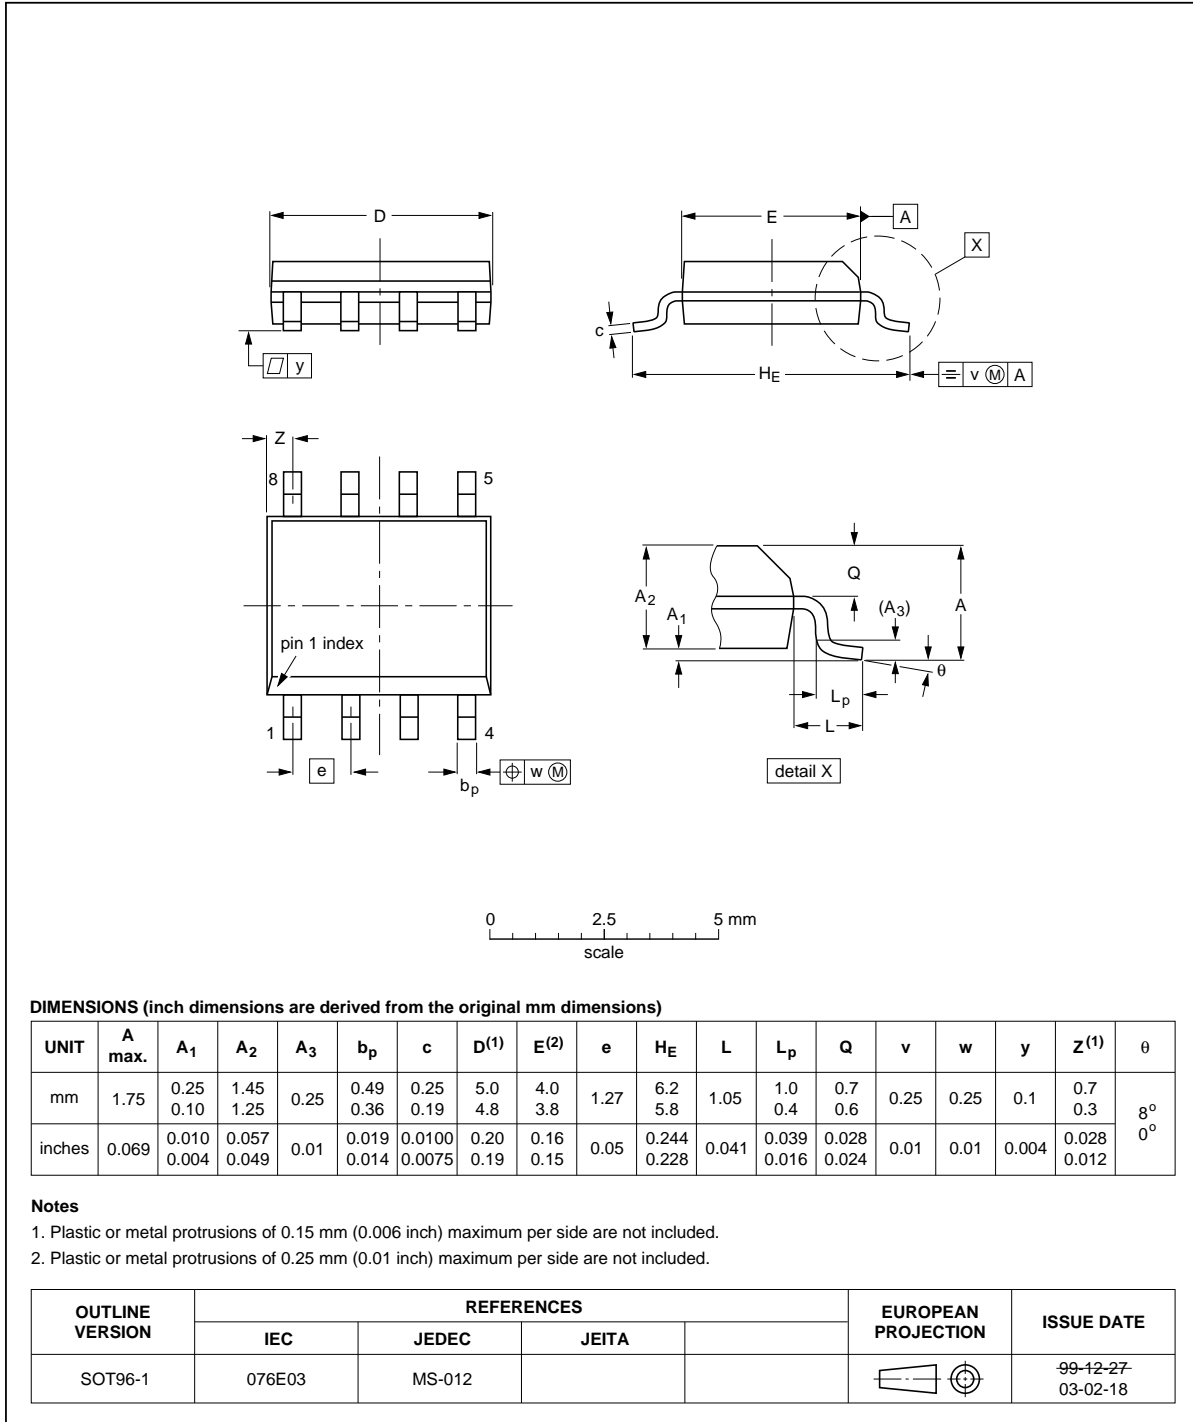 D
E
A
X
c
y
HE
v M A
Z
8
5
pin 1 index
1
4
e
bp
w M
A2
A1
Q
(A3)
A
θ
Lp
L
detail X
0 2.5 5 mm
scale
DIMENSIONS (inch dimensions are derived from the original mm dimensions)
UNIT A max. A1 A2 A3 bp c D(1) E(2) e HE L Lp Q v w y Z(1) θ
mm 1.75 0.25 0.10 1.45 1.25 0.25 0.49 0.36 0.25 0.19 5.0 4.8 4.0 3.8 1.27 6.2 5.8 1.05 1.0 0.4 0.7 0.6 0.25 0.25 0.1 0.7 0.3 8° 0°
inches 0.069 0.010 0.004 0.057 0.049 0.01 0.019 0.014 0.0100 0.0075 0.20 0.19 0.16 0.15 0.05 0.244 0.228 0.041 0.039 0.016 0.028 0.024 0.01 0.01 0.004 0.028 0.012
Notes
1. Plastic or metal protrusions of 0.15 mm (0.006 inch) maximum per side are not included.
2. Plastic or metal protrusions of 0.25 mm (0.01 inch) maximum per side are not included.
OUTLINE VERSION REFERENCES EUROPEAN PROJECTION ISSUE DATE
IEC JEDEC JEITA
SOT96-1 076E03 MS-012 99-12-27
03-02-18